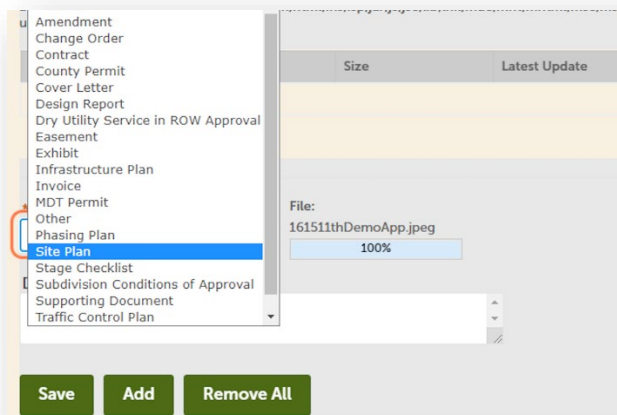 Amendment
Change Order
Contract
County Permit
Cover Letter
Design Report
Dry Utility Service in ROW Approval
Easement
Exhibit
Infrastructure Plan
Invoice
MDT Permit
Other
Phasing Plan
Site Plan
Stage Checklist
Subdivision Conditions of Approval
Supporting Document
Traffic Control Plan
Size Latest Update
File:
161511thDemoApp.jpeg
100%
Save Add Remove All